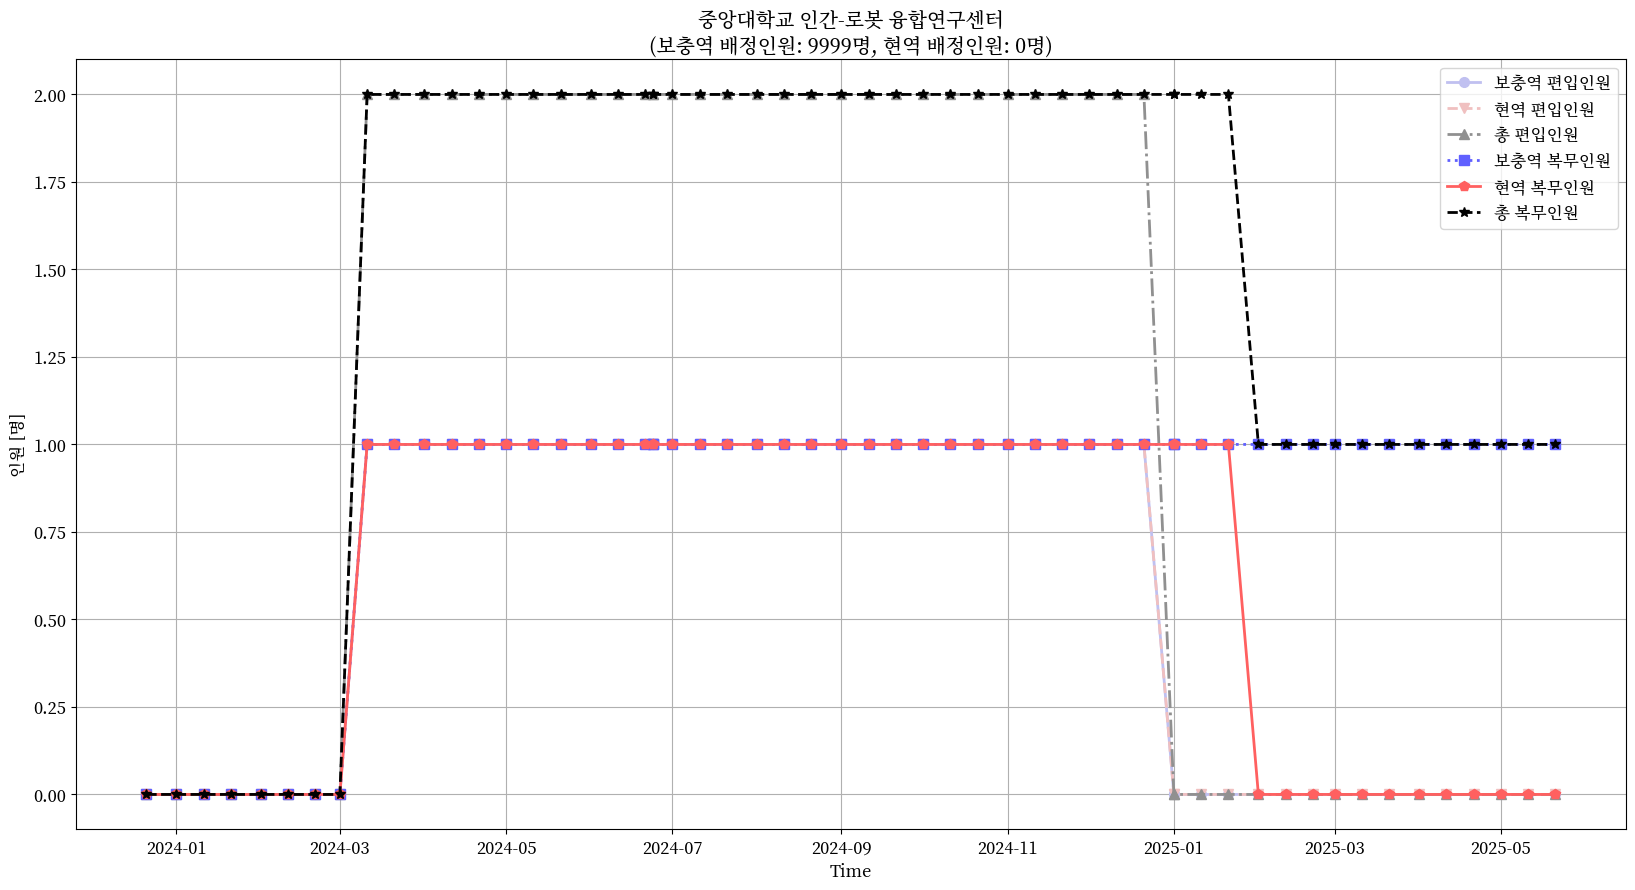 중앙대학교 인간-로봇 융합연구센터
(보충역 배정인원: 9999명, 현역 배정인원: 0명)
보충역 편입인원
현역 편입인원
총 편입인원
보충역 복무인원
현역 복무인원
총 복무인원
인원 [명]
2.00
1.75
1.50
1.25
1.00
0.75
0.50
0.25
0.00
2024-01
2024-03
2024-05
2024-07
2024-09
2024-11
2025-01
2025-03
2025-05
Time